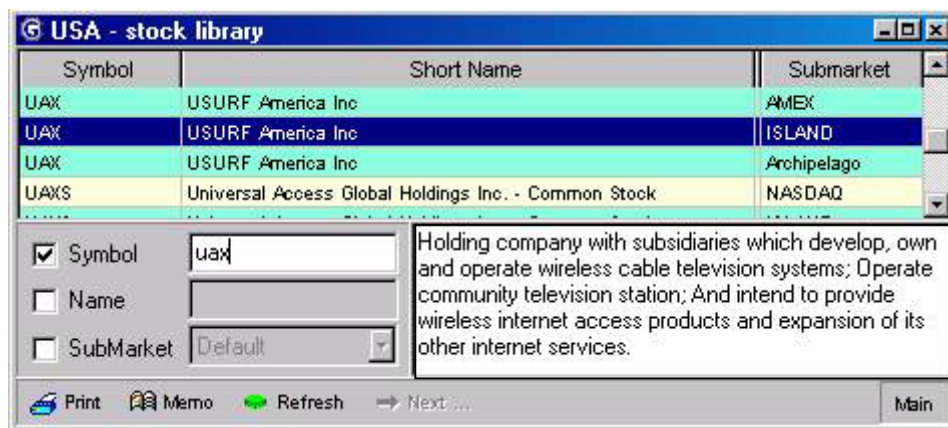 USA - stock library
Symbol Short Name Submarket
UAX USURF America Inc AMEX
UAX USURF America Inc ISLAND
UAX USURF America Inc Archipelago
UAXS Universal Access Global Holdings Inc. - Common Stock NASDAQ
Symbol uax
Name
SubMarket Default
Holding company with subsidiaries which develop, own
and operate wireless cable television systems; Operate
community television station; And intend to provide
wireless internet access products and expansion of its
other internet services.
Print Memo Refresh Next ... Main